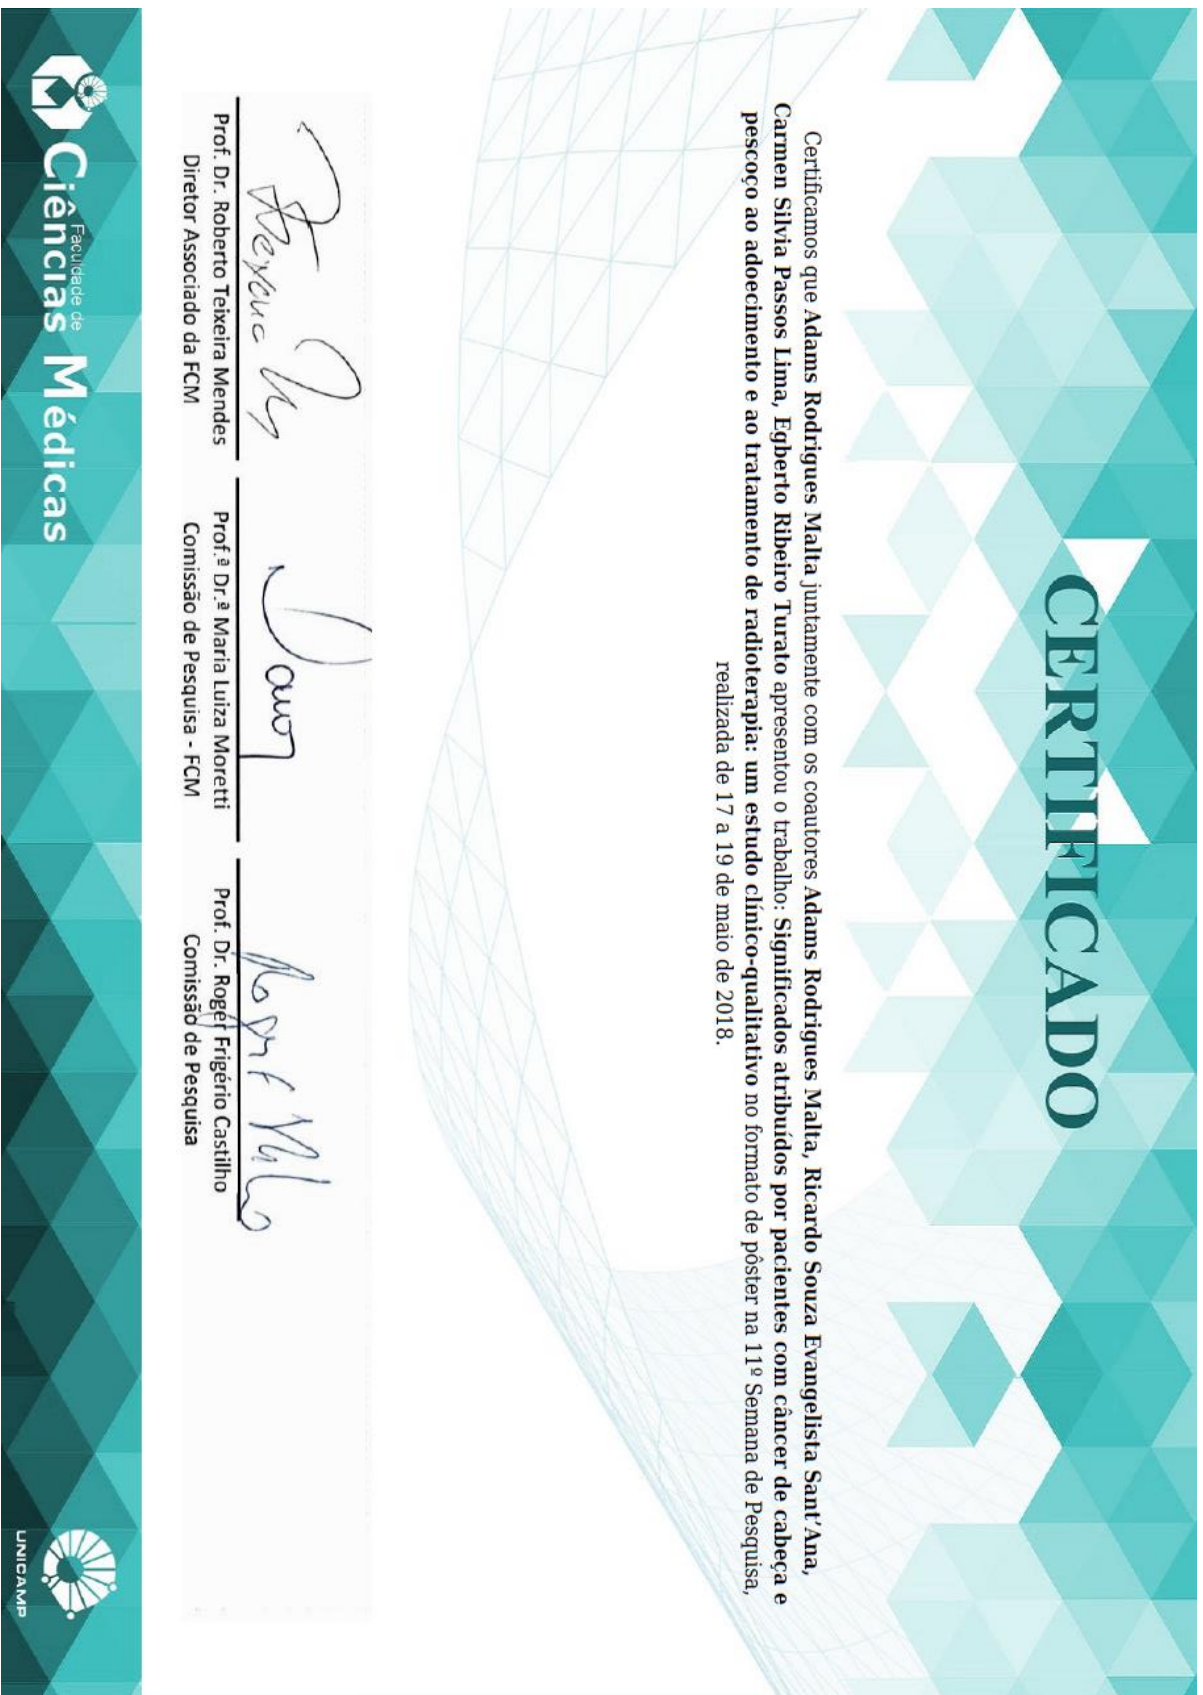 CERTIFICADO
Certificamos que Adams Rodrigues Malta juntamente com os coautores Adams Rodrigues Malta, Ricardo Souza Evangelista Sant'Ana,
Carmen Silvia Passos Lima, Egberto Ribeiro Turato apresentou o trabalho: Significados atribuídos por pacientes com câncer de cabeça e
pescoço ao adoecimento e ao tratamento de radioterapia: um estudo clínico-qualitativo no formato de pôster na 11º Semana de Pesquisa,
realizada de 17 a 19 de maio de 2018.
Prof. Dr. Roberto Teixeira Mendes
Diretor Associado da FCM
Prof.ª Dr.ª Maria Luiza Moretti
Comissão de Pesquisa - FCM
Prof. Dr. Roger Frigério Castilho
Comissão de Pesquisa
Faculdade de
Ciências Médicas
UNICAMP